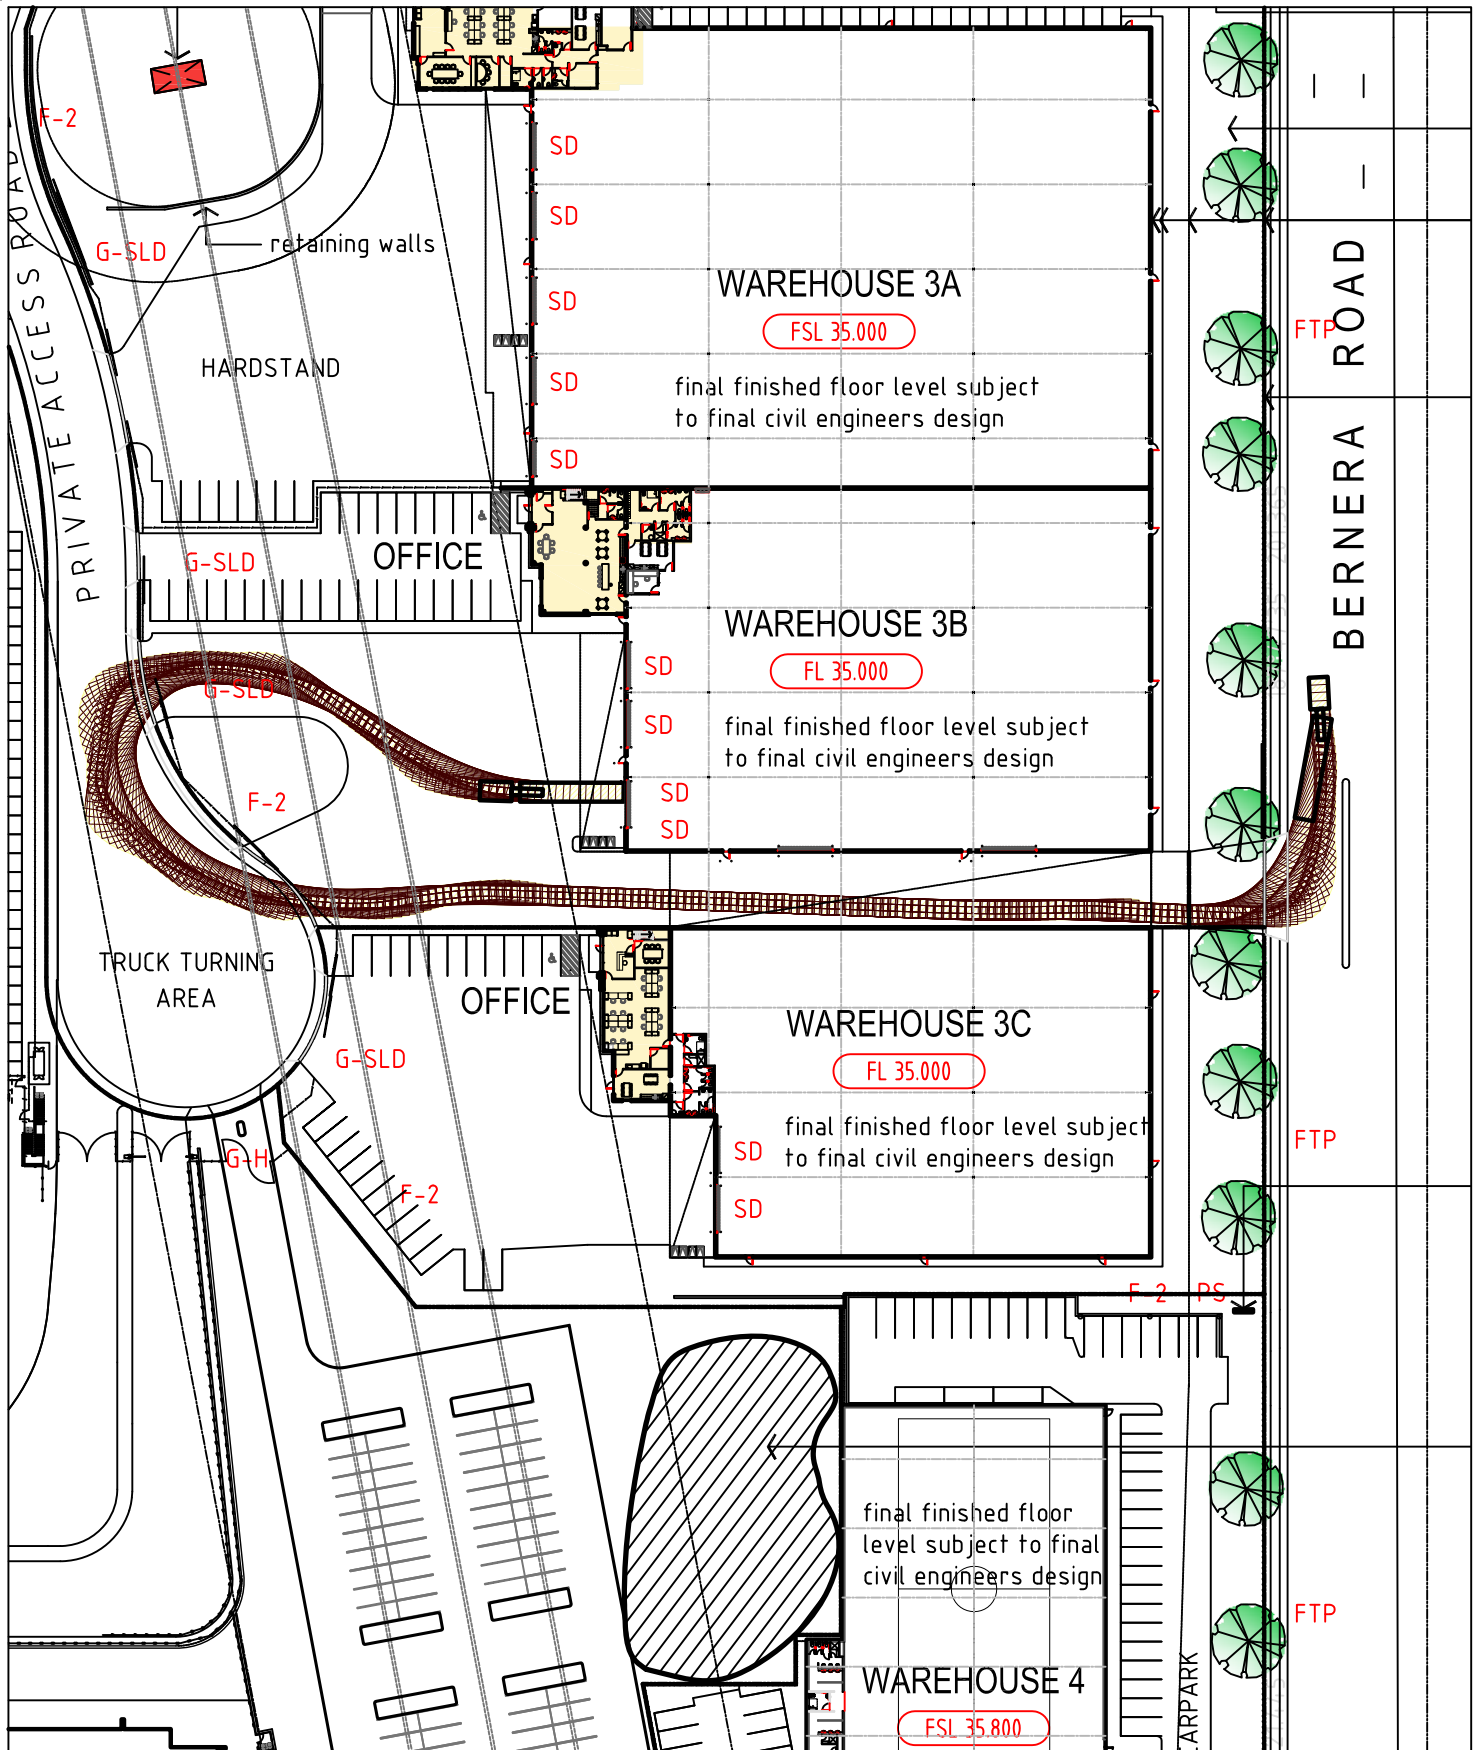 F-2
SD
SD
G-SLD
retaining walls
WAREHOUSE 3A
SD
FSL 35.000
FTP
HARDSTAND
SD
final finished floor level subject
to final civil engineers design
SD
PRIVATE ACCESS ROAD
BERNERA ROAD
OFFICE
G-SLD
WAREHOUSE 3B
SD
FL 35.000
G-SLD
SD
final finished floor level subject
to final civil engineers design
SD
F-2
SD
TRUCK TURNING
AREA
OFFICE
WAREHOUSE 3C
G-SLD
FL 35.000
final finished floor level subject
to final civil engineers design
FTP
SD
G-H
F-2
SD
F-2
PS
final finished floor
level subject to final
civil engineers design
FTP
WAREHOUSE 4
FSL 35.800